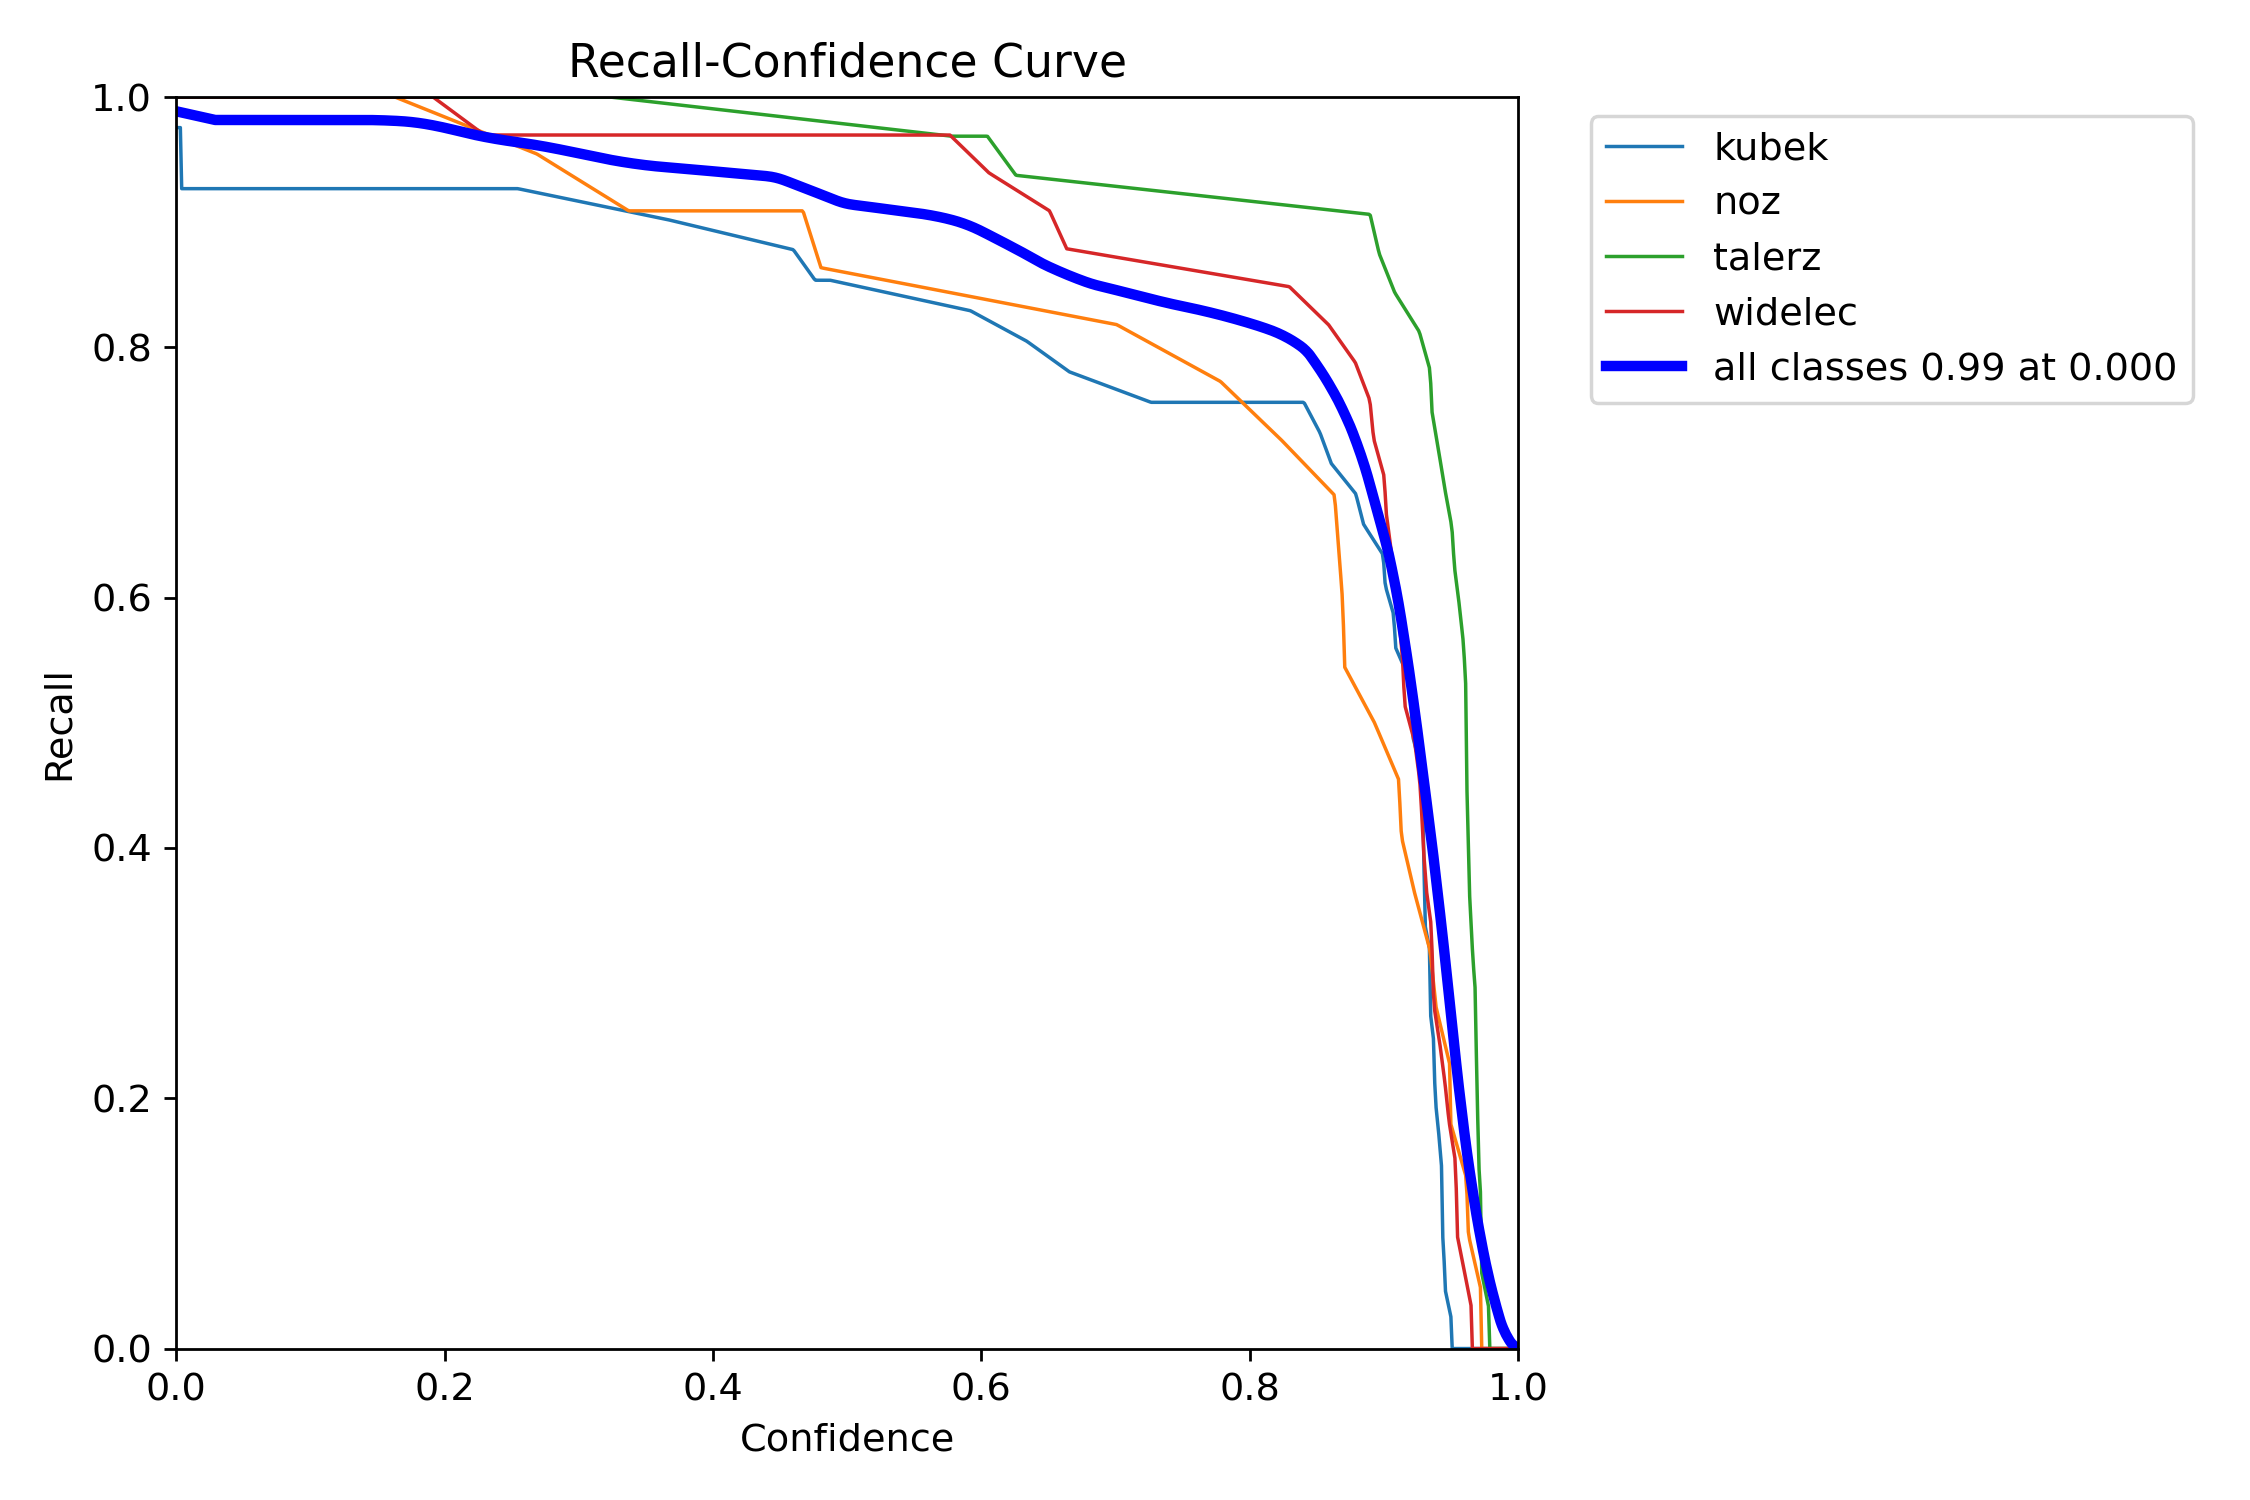 Recall-Confidence Curve
1.0
0.8
0.6
0.4
0.2
0.0
Recall
0.0 0.2 0.4 0.6 0.8 1.0
Confidence
kubek
noz
talerz
widelec
all classes 0.99 at 0.000